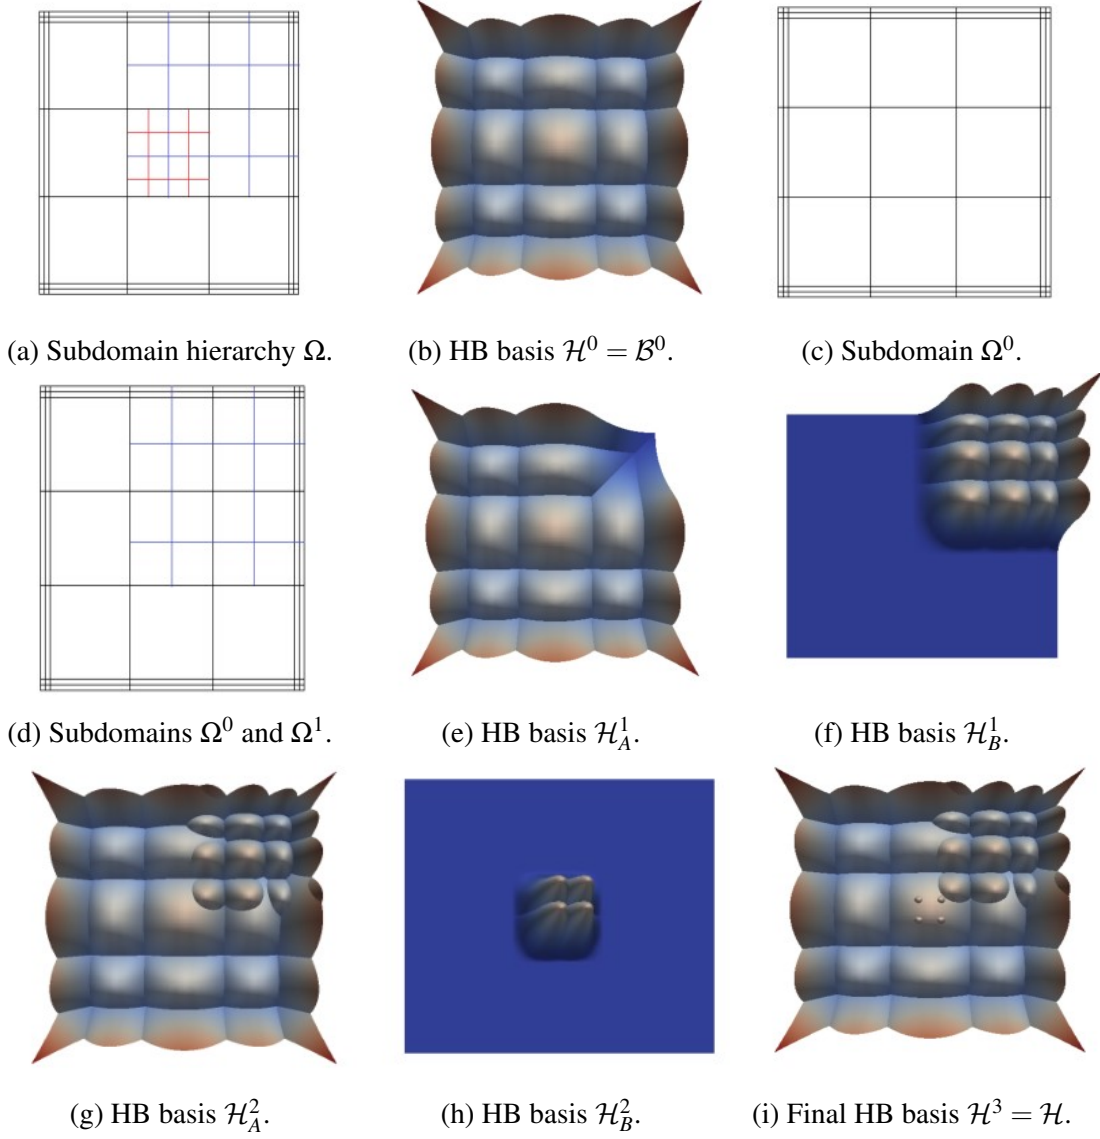 (a) Subdomain hierarchy Ω.
(b) HB basis 𝓗⁰ = 𝓑⁰.
(c) Subdomain Ω⁰.
(d) Subdomains Ω⁰ and Ω¹.
(e) HB basis 𝓗¹_A.
(f) HB basis 𝓗¹_B.
(g) HB basis 𝓗²_A.
(h) HB basis 𝓗²_B.
(i) Final HB basis 𝓗³ = 𝓗.